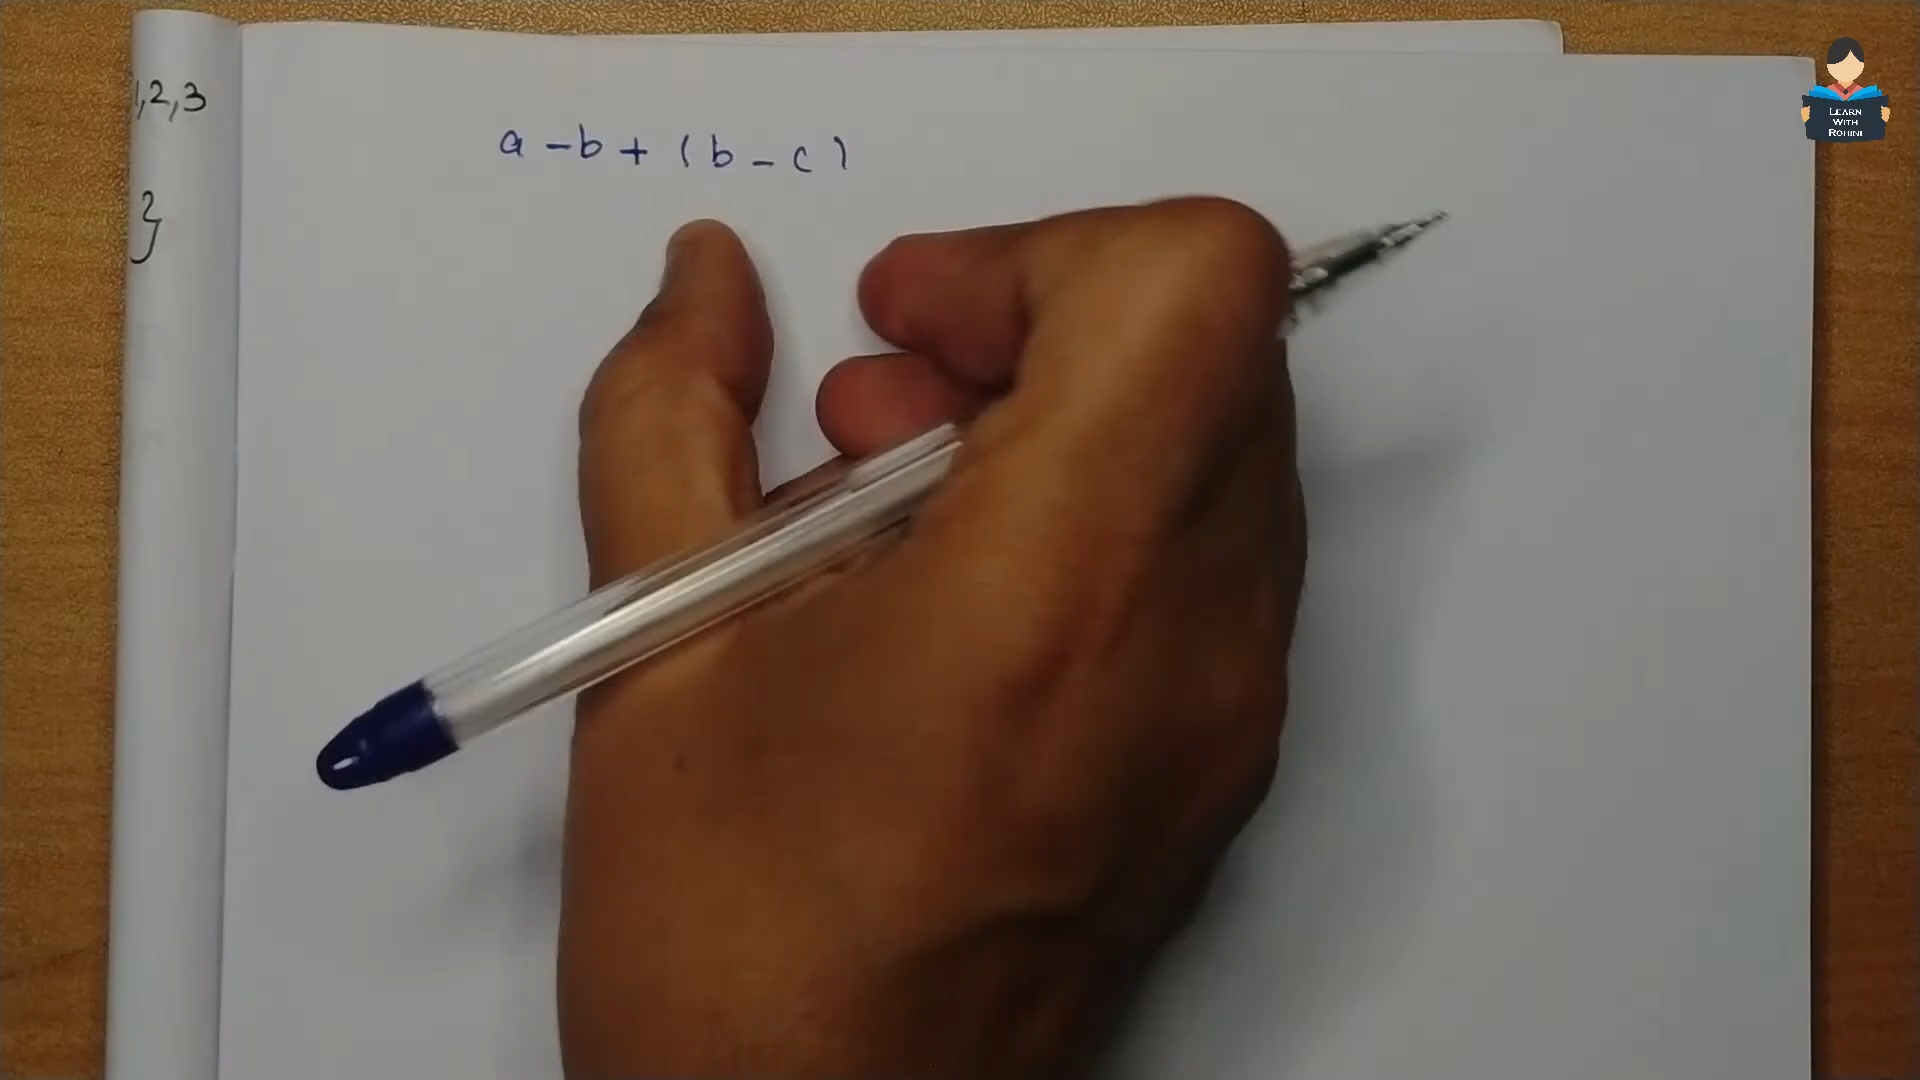 1,2,3
}
a - b + (b - c)
LEARN
WITH
ROHINI